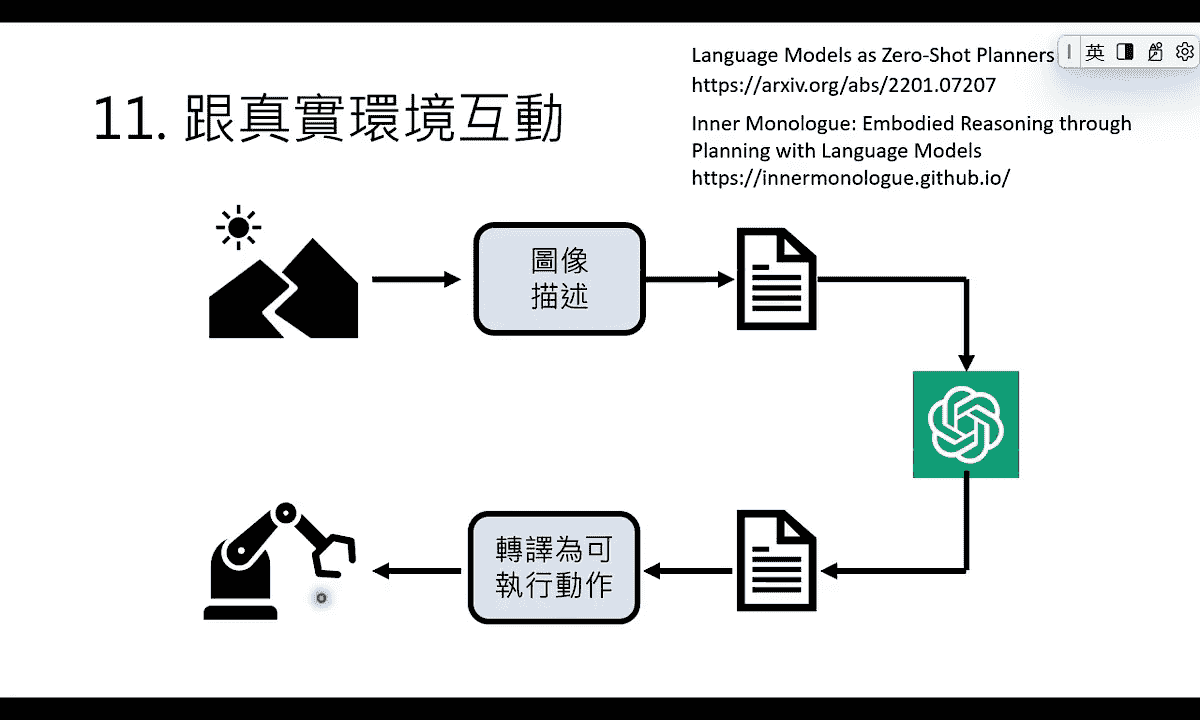 11. 跟真實環境互動
Language Models as Zero-Shot Planners
https://arxiv.org/abs/2201.07207
Inner Monologue: Embodied Reasoning through
Planning with Language Models
https://innermonologue.github.io/
英
圖像
描述
轉譯為可
執行動作